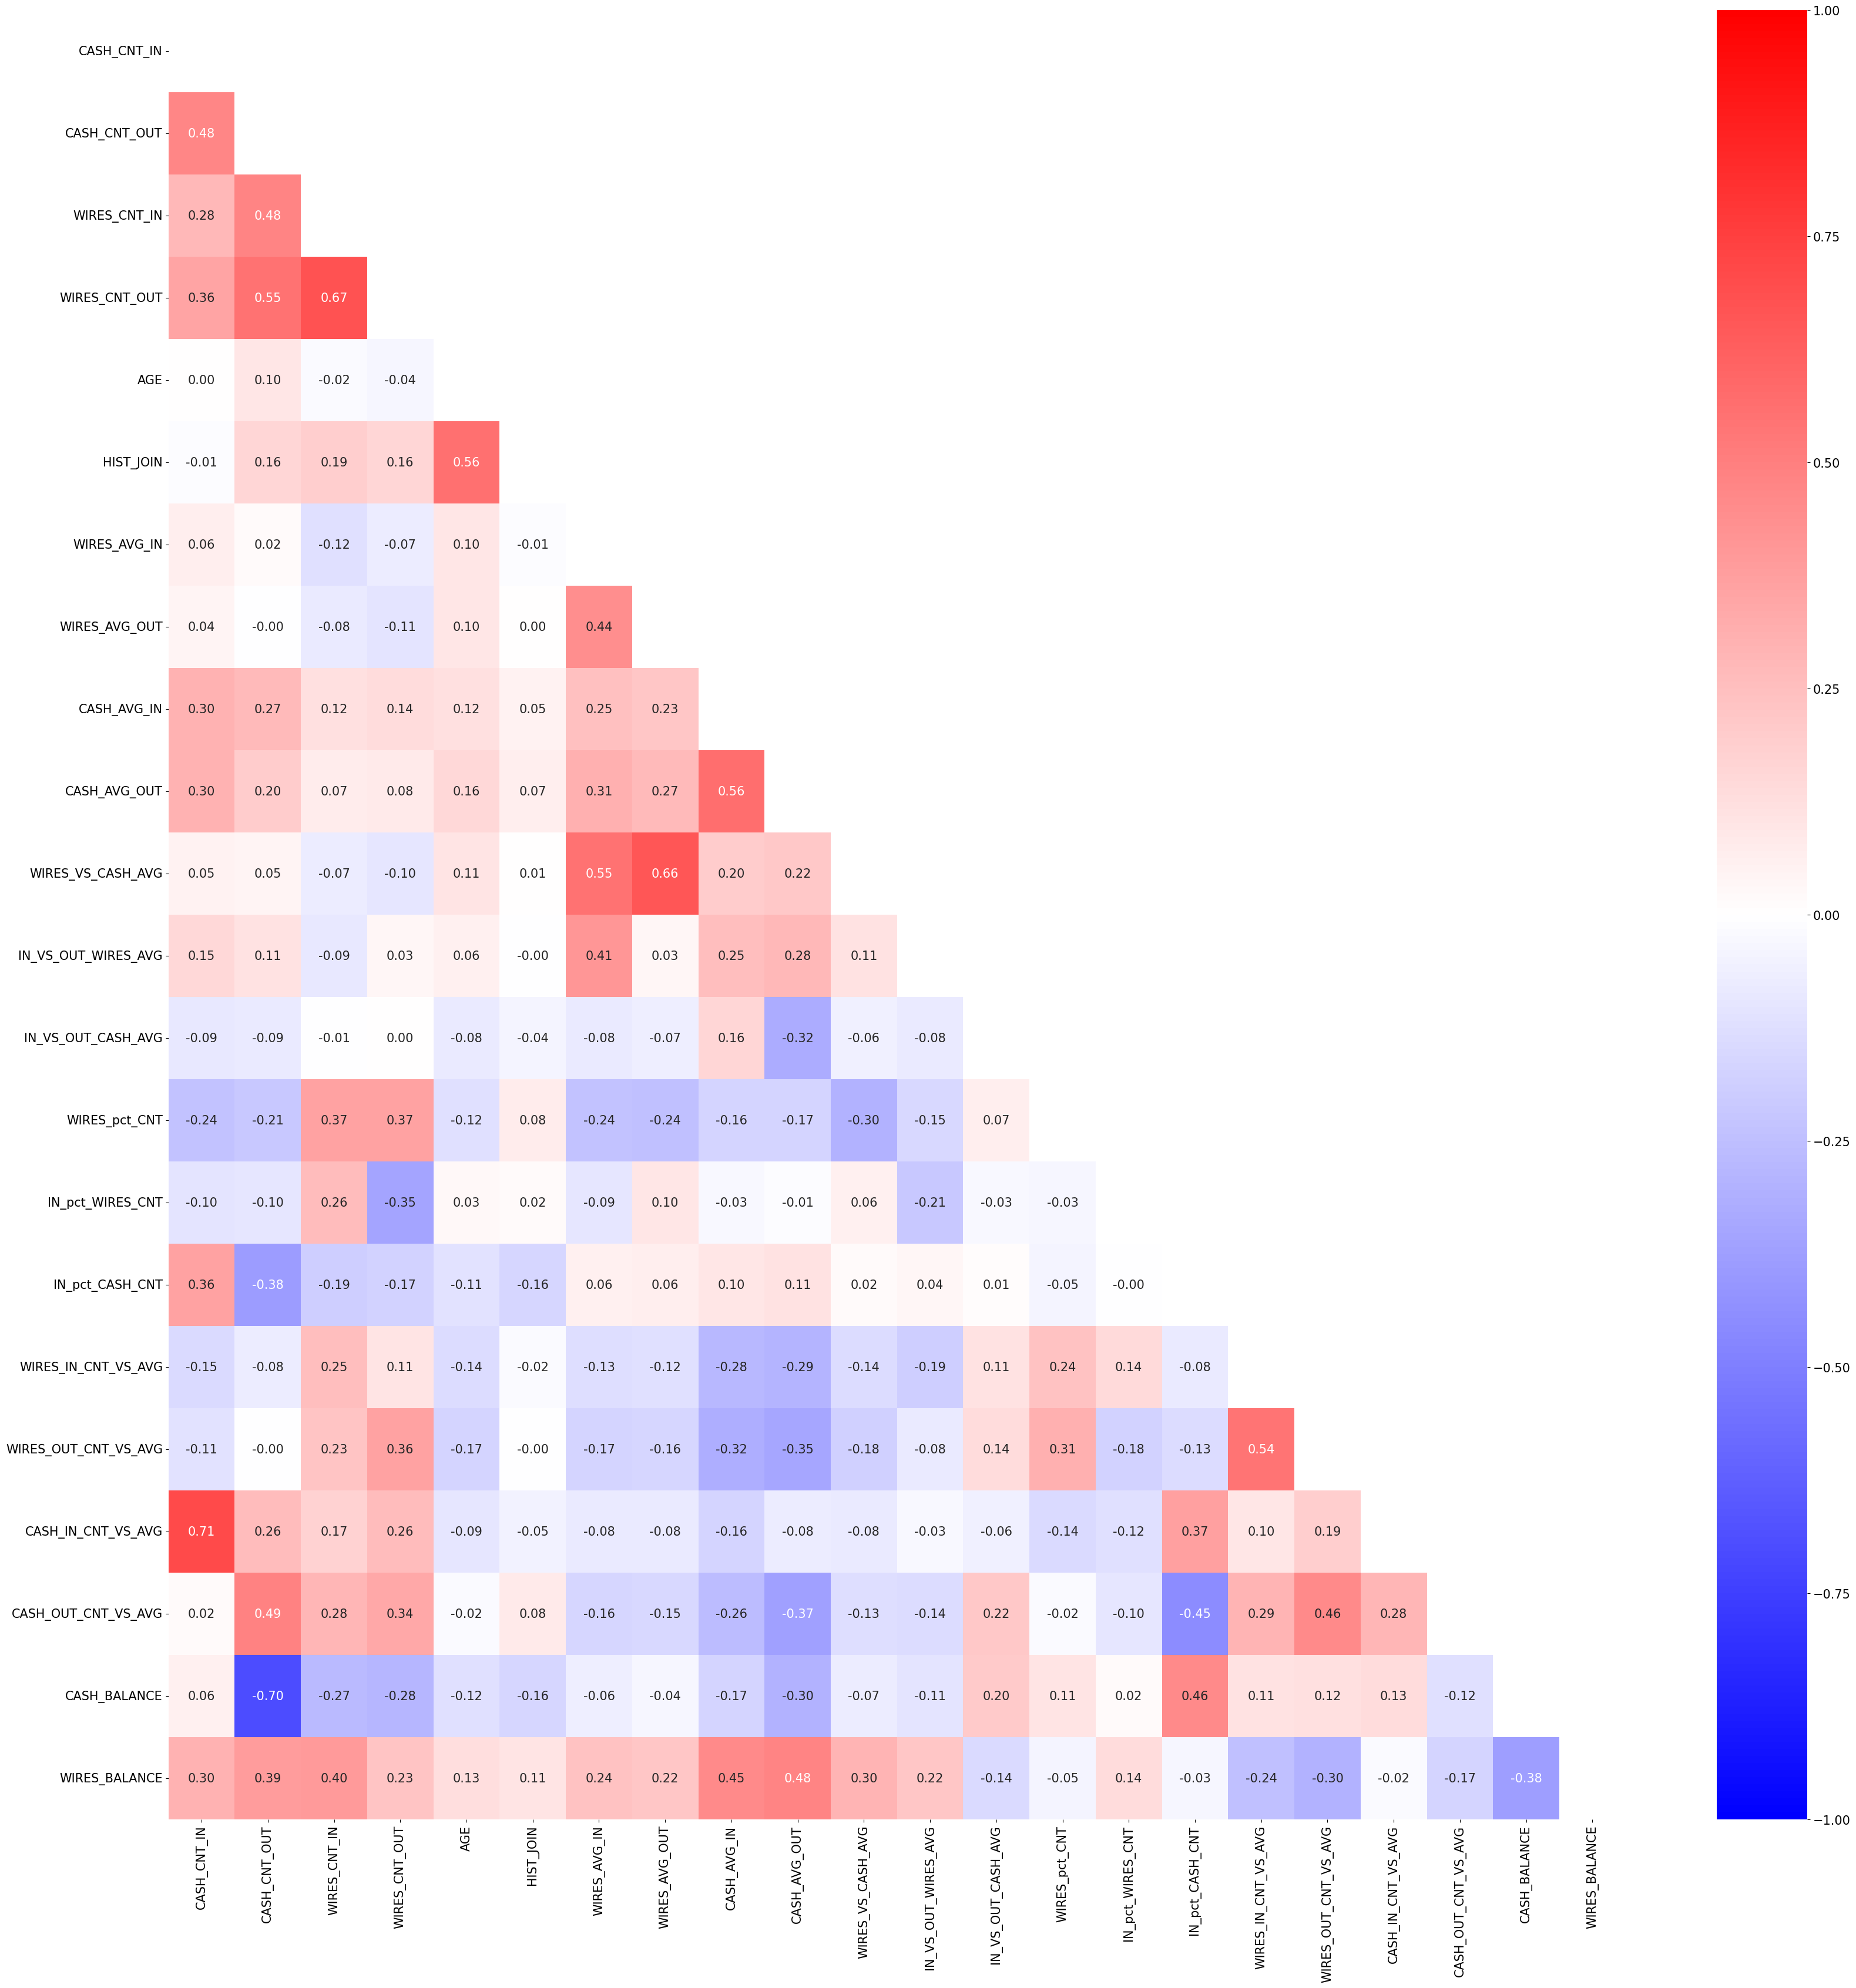 1.00
CASH_CNT_IN
CASH_CNT_OUT 0.48
WIRES_CNT_IN 0.28 0.48
0.75
WIRES_CNT_OUT 0.36 0.55 0.67
AGE 0.00 0.10 -0.02 -0.04
HIST_JOIN -0.01 0.16 0.19 0.16 0.56
0.50
WIRES_AVG_IN 0.06 0.02 -0.12 -0.07 0.10 -0.01
WIRES_AVG_OUT 0.04 -0.00 -0.08 -0.11 0.10 0.00 0.44
0.25
CASH_AVG_IN 0.30 0.27 0.12 0.14 0.12 0.05 0.25 0.23
CASH_AVG_OUT 0.30 0.20 0.07 0.08 0.16 0.07 0.31 0.27 0.56
WIRES_VS_CASH_AVG 0.05 0.05 -0.07 -0.10 0.11 0.01 0.55 0.66 0.20 0.22
0.00
IN_VS_OUT_WIRES_AVG 0.15 0.11 -0.09 0.03 0.06 -0.00 0.41 0.03 0.25 0.28 0.11
IN_VS_OUT_CASH_AVG -0.09 -0.09 -0.01 0.00 -0.08 -0.04 -0.08 -0.07 0.16 -0.32 -0.06 -0.08
WIRES_pct_CNT -0.24 -0.21 0.37 0.37 -0.12 0.08 -0.24 -0.24 -0.16 -0.17 -0.30 -0.15 0.07
−0.25
IN_pct_WIRES_CNT -0.10 -0.10 0.26 -0.35 0.03 0.02 -0.09 0.10 -0.03 -0.01 0.06 -0.21 -0.03 -0.03
IN_pct_CASH_CNT 0.36 -0.38 -0.19 -0.17 -0.11 -0.16 0.06 0.06 0.10 0.11 0.02 0.04 0.01 -0.05 -0.00
WIRES_IN_CNT_VS_AVG -0.15 -0.08 0.25 0.11 -0.14 -0.02 -0.13 -0.12 -0.28 -0.29 -0.14 -0.19 0.11 0.24 0.14 -0.08
−0.50
WIRES_OUT_CNT_VS_AVG -0.11 -0.00 0.23 0.36 -0.17 -0.00 -0.17 -0.16 -0.32 -0.35 -0.18 -0.08 0.14 0.31 -0.18 -0.13 0.54
CASH_IN_CNT_VS_AVG 0.71 0.26 0.17 0.26 -0.09 -0.05 -0.08 -0.08 -0.16 -0.08 -0.08 -0.03 -0.06 -0.14 -0.12 0.37 0.10 0.19
−0.75
CASH_OUT_CNT_VS_AVG 0.02 0.49 0.28 0.34 -0.02 0.08 -0.16 -0.15 -0.26 -0.37 -0.13 -0.14 0.22 -0.02 -0.10 -0.45 0.29 0.46 0.28
CASH_BALANCE 0.06 -0.70 -0.27 -0.28 -0.12 -0.16 -0.06 -0.04 -0.17 -0.30 -0.07 -0.11 0.20 0.11 0.02 0.46 0.11 0.12 0.13 -0.12
WIRES_BALANCE 0.30 0.39 0.40 0.23 0.13 0.11 0.24 0.22 0.45 0.48 0.30 0.22 -0.14 -0.05 0.14 -0.03 -0.24 -0.30 -0.02 -0.17 -0.38
−1.00
CASH_CNT_IN
CASH_CNT_OUT
WIRES_CNT_IN
WIRES_CNT_OUT
AGE
HIST_JOIN
WIRES_AVG_IN
WIRES_AVG_OUT
CASH_AVG_IN
CASH_AVG_OUT
WIRES_VS_CASH_AVG
IN_VS_OUT_WIRES_AVG
IN_VS_OUT_CASH_AVG
WIRES_pct_CNT
IN_pct_WIRES_CNT
IN_pct_CASH_CNT
WIRES_IN_CNT_VS_AVG
WIRES_OUT_CNT_VS_AVG
CASH_IN_CNT_VS_AVG
CASH_OUT_CNT_VS_AVG
CASH_BALANCE
WIRES_BALANCE